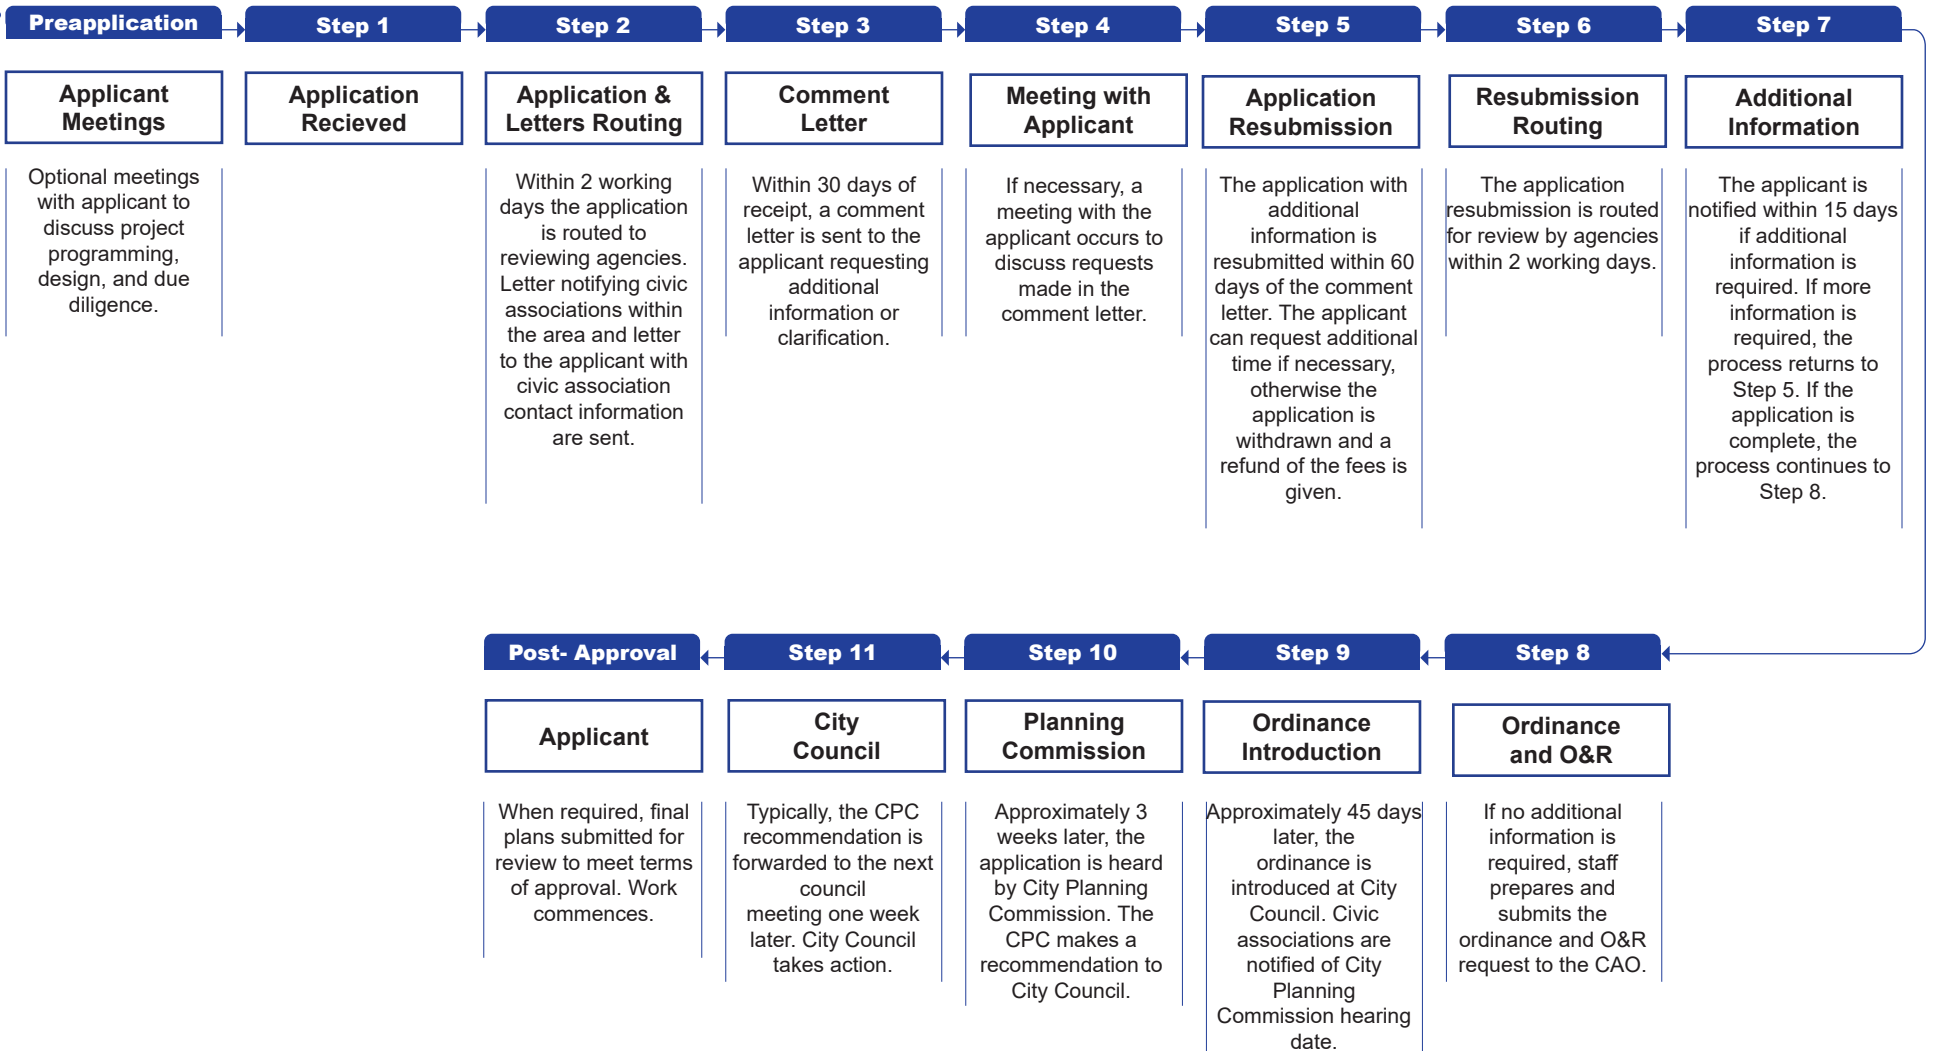 Preapplication
Applicant
Meetings
Optional meetings
with applicant to
discuss project
programming,
design, and due
diligence.
Step 1
Application
Recieved
Step 2
Application &
Letters Routing
Within 2 working
days the application
is routed to
reviewing agencies.
Letter notifying civic
associations within
the area and letter
to the applicant with
civic association
contact information
are sent.
Step 3
Comment
Letter
Within 30 days of
receipt, a comment
letter is sent to the
applicant requesting
additional
information or
clarification.
Step 4
Meeting with
Applicant
If necessary, a
meeting with the
applicant occurs to
discuss requests
made in the
comment letter.
Step 5
Application
Resubmission
The application with
additional
information is
resubmitted within 60
days of the comment
letter. The applicant
can request additional
time if necessary,
otherwise the
application is
withdrawn and a
refund of the fees is
given.
Step 6
Resubmission
Routing
The application
resubmission is routed
for review by agencies
within 2 working days.
Step 7
Additional
Information
The applicant is
notified within 15 days
if additional
information is
required. If more
information is
required, the
process returns to
Step 5. If the
application is
complete, the
process continues to
Step 8.
Step 8
Ordinance
and O&R
If no additional
information is
required, staff
prepares and
submits the
ordinance and O&R
request to the CAO.
Step 9
Ordinance
Introduction
Approximately 45 days
later, the
ordinance is
introduced at City
Council. Civic
associations are
notified of City
Planning
Commission hearing
date.
Step 10
Planning
Commission
Approximately 3
weeks later, the
application is heard
by City Planning
Commission. The
CPC makes a
recommendation to
City Council.
Step 11
City
Council
Typically, the CPC
recommendation is
forwarded to the next
council
meeting one week
later. City Council
takes action.
Post- Approval
Applicant
When required, final
plans submitted for
review to meet terms
of approval. Work
commences.